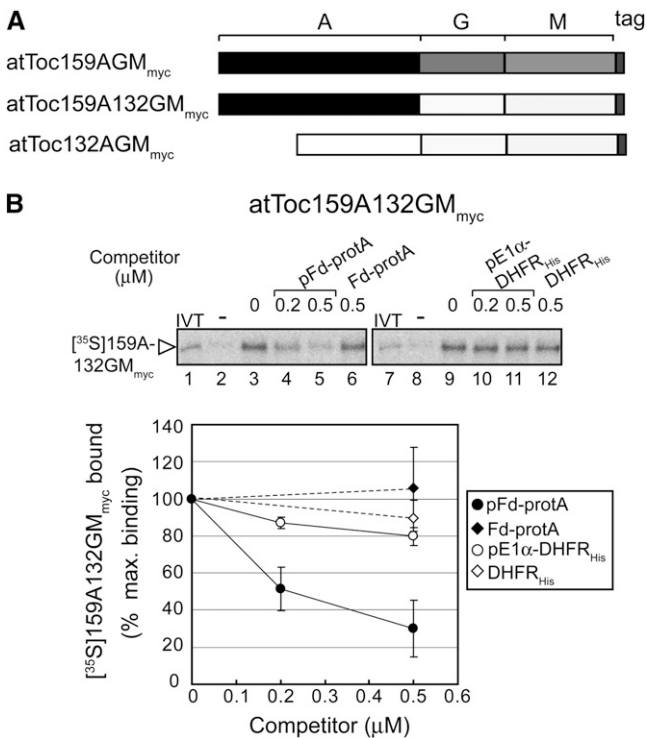 A
A G M tag
atToc159AGMmyc
atToc159A132GMmyc
atToc132AGMmyc
B
atToc159A132GMmyc
Competitor
(µM)
pFd-protA Fd-protA pE1α-DHFRHis DHFRHis
IVT - 0 0.2 0.5 0.5 IVT - 0 0.2 0.5 0.5
[³⁵S]159A-
132GMmyc
1 2 3 4 5 6 7 8 9 10 11 12
[³⁵S]159A132GMmyc bound
(% max. binding)
140
120
100
80
60
40
20
0
0 0.1 0.2 0.3 0.4 0.5 0.6
Competitor (µM)
pFd-protA
Fd-protA
pE1α-DHFRHis
DHFRHis